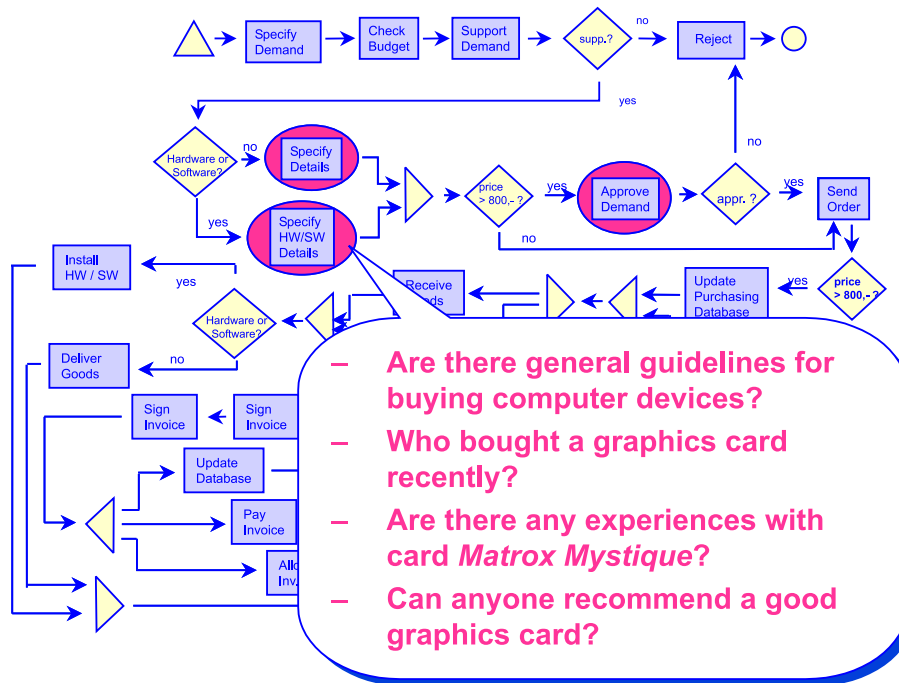 Specify
Demand
Check
Budget
Support
Demand
supp.?
no
Reject
yes
Hardware or
Software?
no
Specify
Details
yes
Specify
HW/SW
Details
price
> 800,- ?
yes
no
Approve
Demand
appr. ?
no
yes
Send
Order
Install
HW / SW
yes
Hardware or
Software?
no
Receive
Update
Purchasing
Database
yes
price
> 800,- ?
Deliver
Goods
Sign
Invoice
Sign
Invoice
Update
Database
Pay
Invoice
– Are there general guidelines for
buying computer devices?
– Who bought a graphics card
recently?
– Are there any experiences with
card Matrox Mystique?
– Can anyone recommend a good
graphics card?